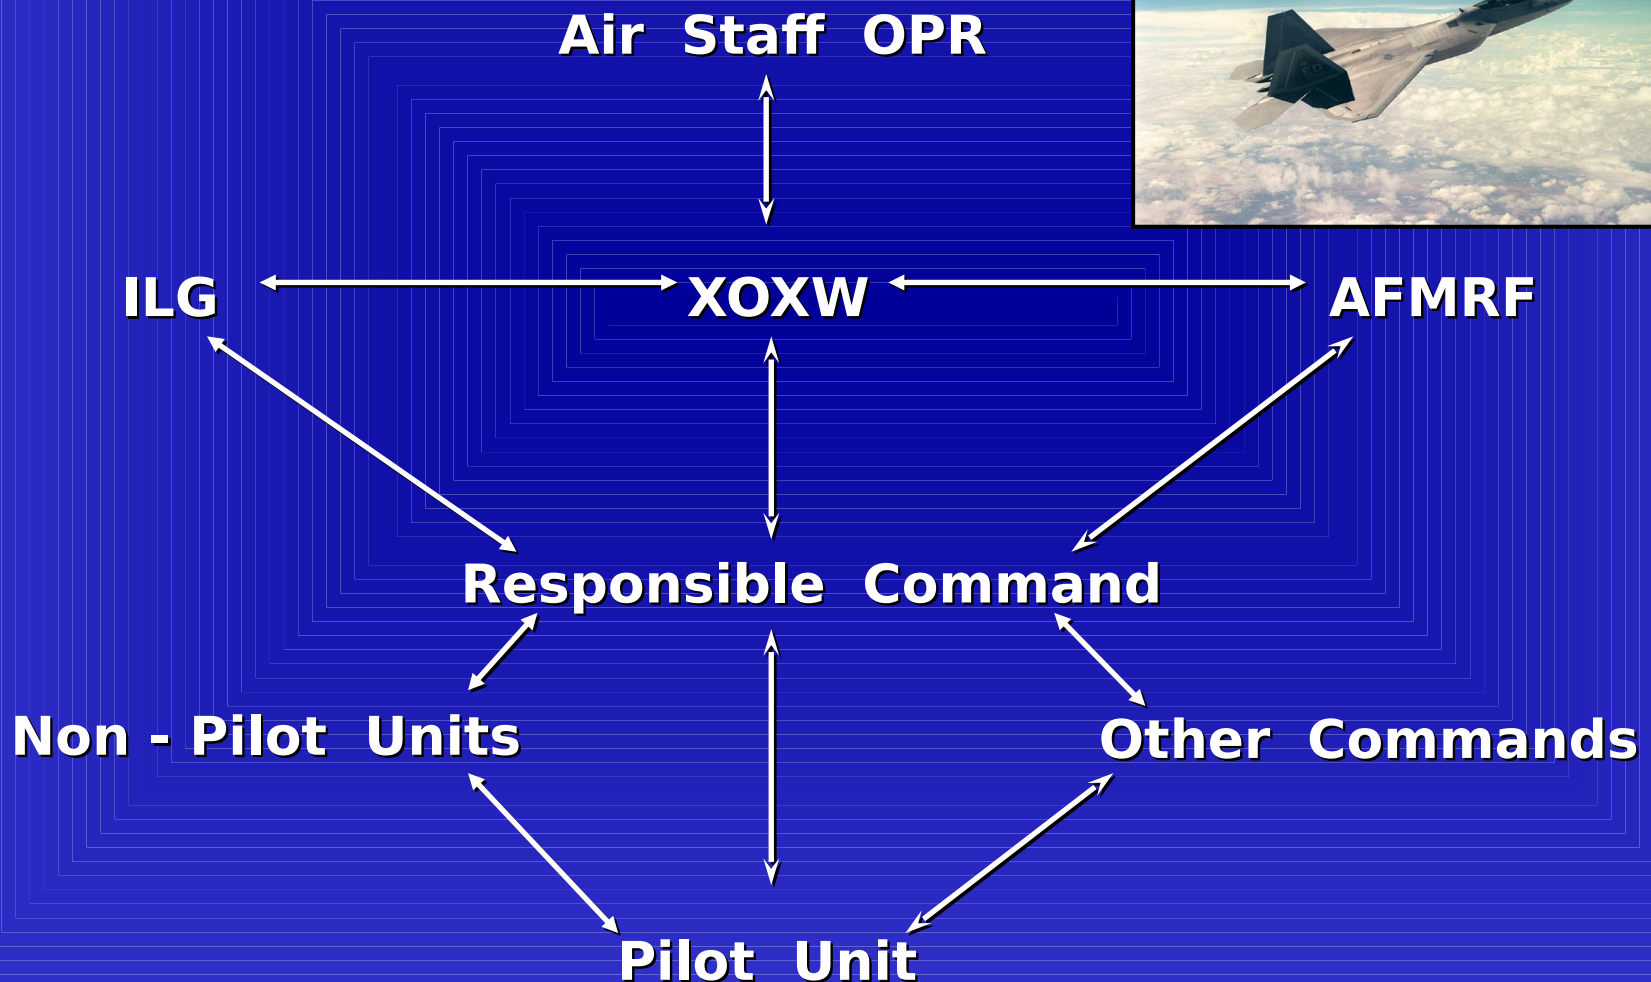 Air Staff OPR
ILG XOXW AFMRF
Responsible Command
Non - Pilot Units Other Commands
Pilot Unit